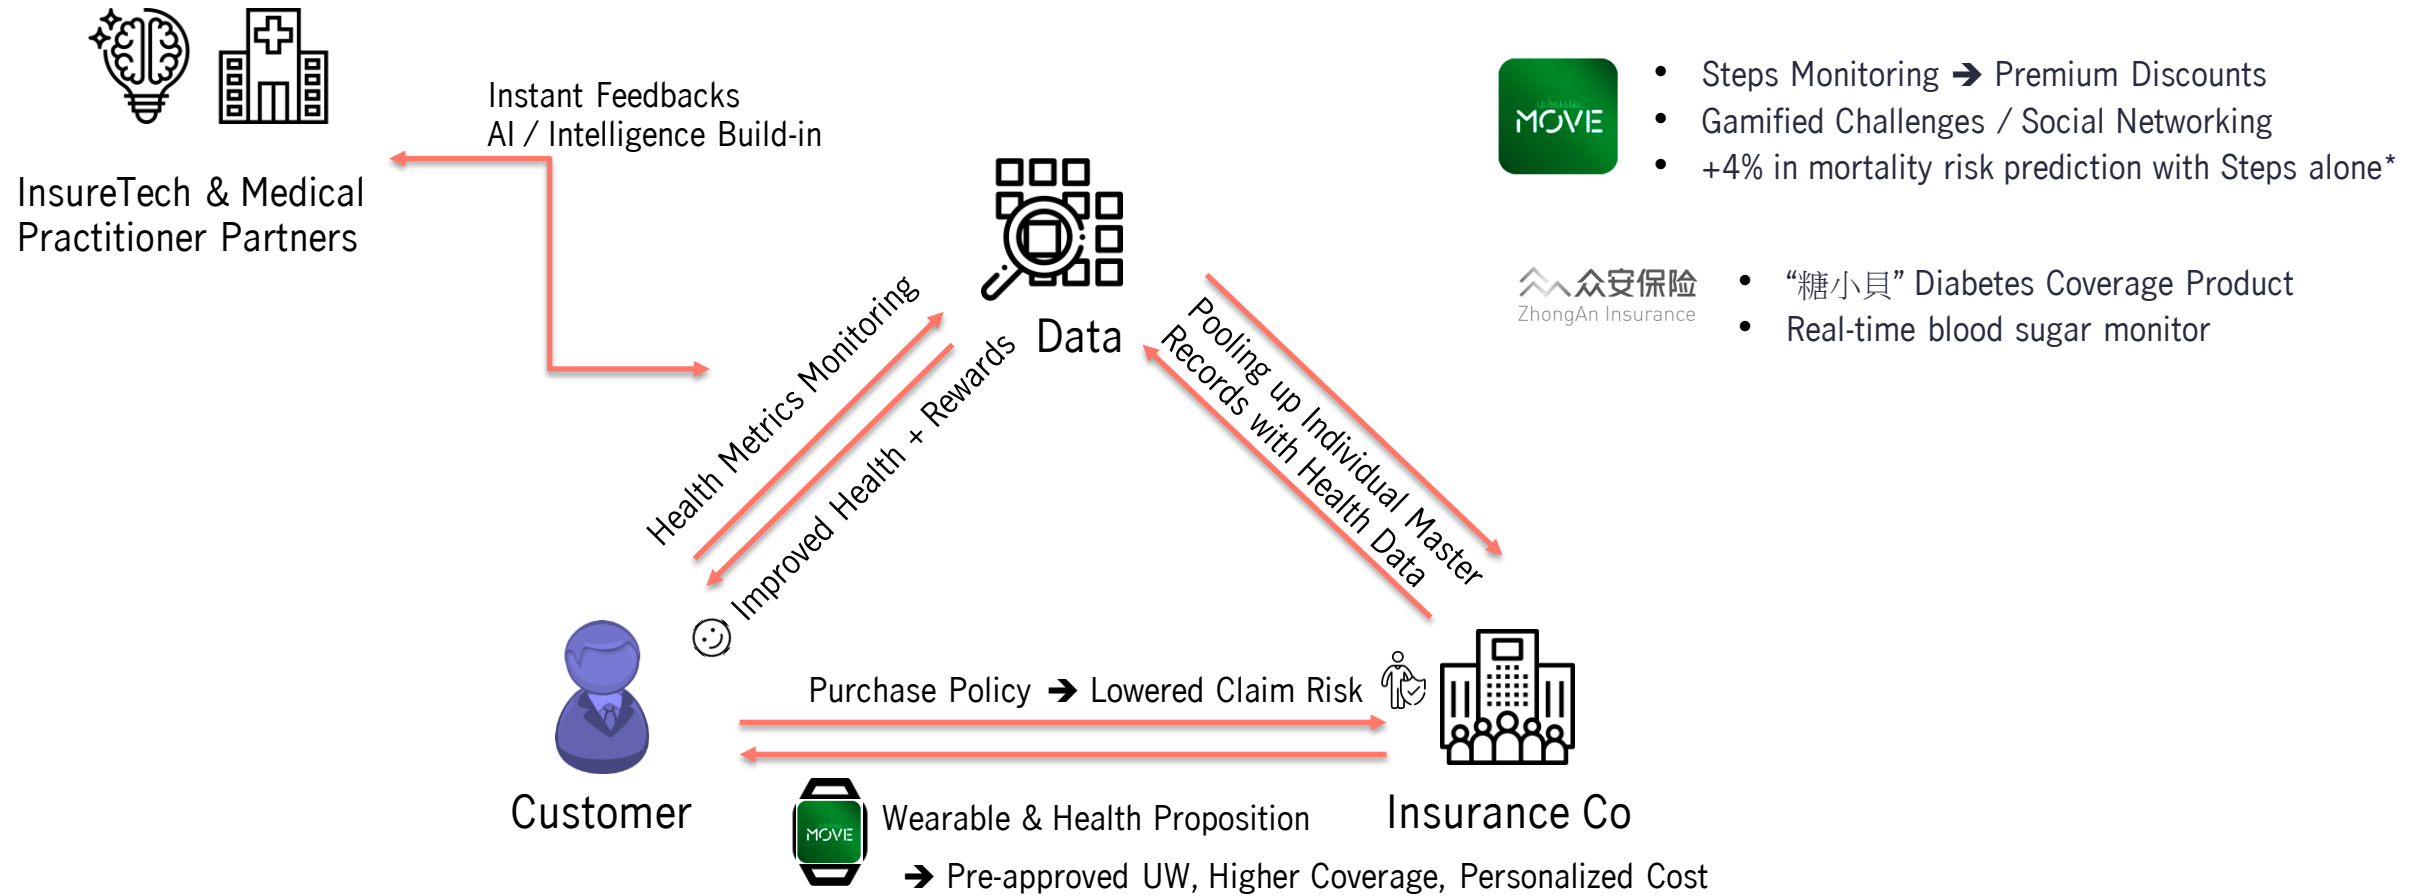 Instant Feedbacks
AI / Intelligence Build-in
InsureTech & Medical
Practitioner Partners
MOVE
• Steps Monitoring ➔ Premium Discounts
• Gamified Challenges / Social Networking
• +4% in mortality risk prediction with Steps alone*
众安保险
ZhongAn Insurance
• “糖小貝” Diabetes Coverage Product
• Real-time blood sugar monitor
Data
Health Metrics Monitoring
Improved Health + Rewards
Pooling up Individual Master
Records with Health Data
Purchase Policy ➔ Lowered Claim Risk
Customer
Insurance Co
MOVE
Wearable & Health Proposition
➔ Pre-approved UW, Higher Coverage, Personalized Cost